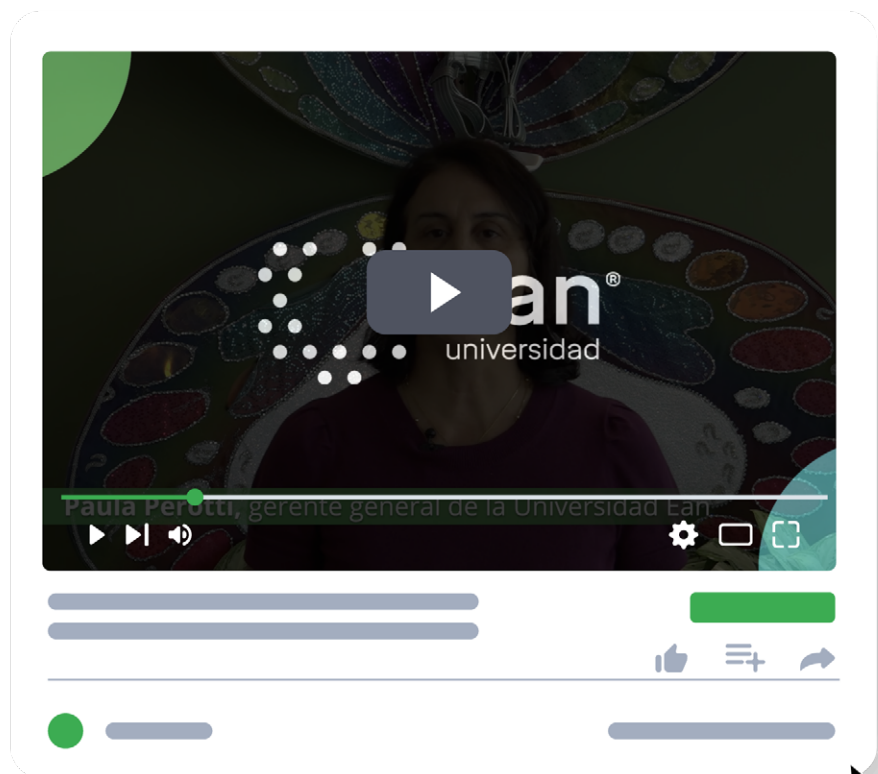 ean®
universidad
Paula Perotti, gerente general de la Universidad Ean